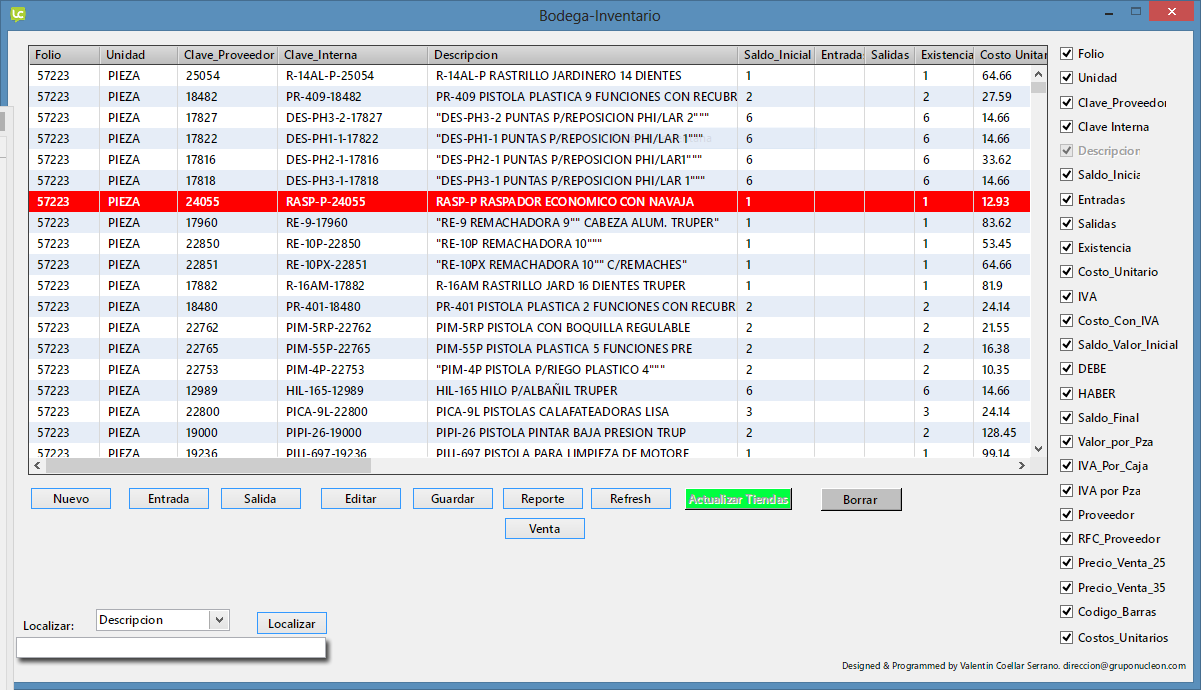 Bodega-Inventario
Folio Unidad Clave_Proveedor Clave_Interna Descripcion Saldo_Inicial Entradas Salidas Existencia Costo Unitar
57223 PIEZA 25054 R-14AL-P-25054 R-14AL-P RASTRILLO JARDINERO 14 DIENTES 1 1 64.66
57223 PIEZA 18482 PR-409-18482 PR-409 PISTOLA PLASTICA 9 FUNCIONES CON RECUBR 2 2 27.59
57223 PIEZA 17827 DES-PH3-2-17827 "DES-PH3-2 PUNTAS P/REPOSICION PHI/LAR 2""" 6 6 14.66
57223 PIEZA 17822 DES-PH1-1-17822 "DES-PH1-1 PUNTAS P/REPOSICION PHI/LAR 1""" 6 6 14.66
57223 PIEZA 17816 DES-PH2-1-17816 "DES-PH2-1 PUNTAS P/REPOSICION PHI/LAR1""" 6 6 33.62
57223 PIEZA 17818 DES-PH3-1-17818 "DES-PH3-1 PUNTAS P/REPOSICION PHI/LAR 1""" 6 6 14.66
57223 PIEZA 24055 RASP-P-24055 RASP-P RASPADOR ECONOMICO CON NAVAJA 1 1 12.93
57223 PIEZA 17960 RE-9-17960 "RE-9 REMACHADORA 9"" CABEZA ALUM. TRUPER" 1 1 83.62
57223 PIEZA 22850 RE-10P-22850 "RE-10P REMACHADORA 10""" 1 1 53.45
57223 PIEZA 22851 RE-10PX-22851 "RE-10PX REMACHADORA 10"" C/REMACHES" 1 1 64.66
57223 PIEZA 17882 R-16AM-17882 R-16AM RASTRILLO JARD 16 DIENTES TRUPER 1 1 81.9
57223 PIEZA 18480 PR-401-18480 PR-401 PISTOLA PLASTICA 2 FUNCIONES CON RECUBR 2 2 24.14
57223 PIEZA 22762 PIM-5RP-22762 PIM-5RP PISTOLA CON BOQUILLA REGULABLE 2 2 21.55
57223 PIEZA 22765 PIM-55P-22765 PIM-55P PISTOLA PLASTICA 5 FUNCIONES PRE 2 2 16.38
57223 PIEZA 22753 PIM-4P-22753 "PIM-4P PISTOLA P/RIEGO PLASTICO 4""" 2 2 10.35
57223 PIEZA 12989 HIL-165-12989 HIL-165 HILO P/ALBAÑIL TRUPER 6 6 14.66
57223 PIEZA 22800 PICA-9L-22800 PICA-9L PISTOLAS CALAFATEADORAS LISA 3 3 24.14
57223 PIEZA 19000 PIPI-26-19000 PIPI-26 PISTOLA PINTAR BAJA PRESION TRUP 2 2 128.45
57223 PIEZA 19236 PIU-697-19236 PIU-697 PISTOLA PARA LIMPIEZA DE MOTORE 1 1 99.14
Folio
Unidad
Clave_Proveedor
Clave Interna
Descripcion
Saldo_Inicia
Entradas
Salidas
Existencia
Costo_Unitario
IVA
Costo_Con_IVA
Saldo_Valor_Inicial
DEBE
HABER
Saldo_Final
Valor_por_Pza
IVA_Por_Caja
IVA por Pza
Proveedor
RFC_Proveedor
Precio_Venta_25
Precio_Venta_35
Codigo_Barras
Costos_Unitarios
Nuevo Entrada Salida Editar Guardar Reporte Refresh Actualizar Tiendas Borrar
Venta
Localizar: Descripcion Localizar
Designed & Programmed by Valentin Coellar Serrano. direccion@gruponucleon.com